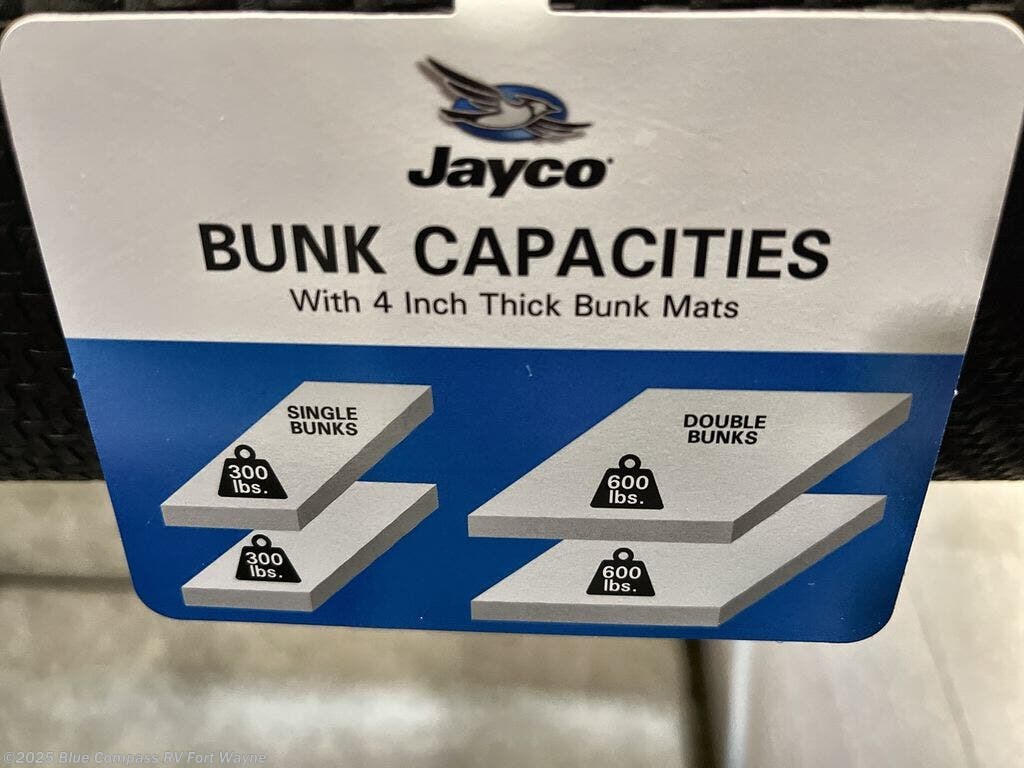 Jayco
BUNK CAPACITIES
With 4 Inch Thick Bunk Mats
SINGLE
BUNKS
300
lbs.
300
lbs.
DOUBLE
BUNKS
600
lbs.
600
lbs.
©2025 Blue Compass RV Fort Wayne